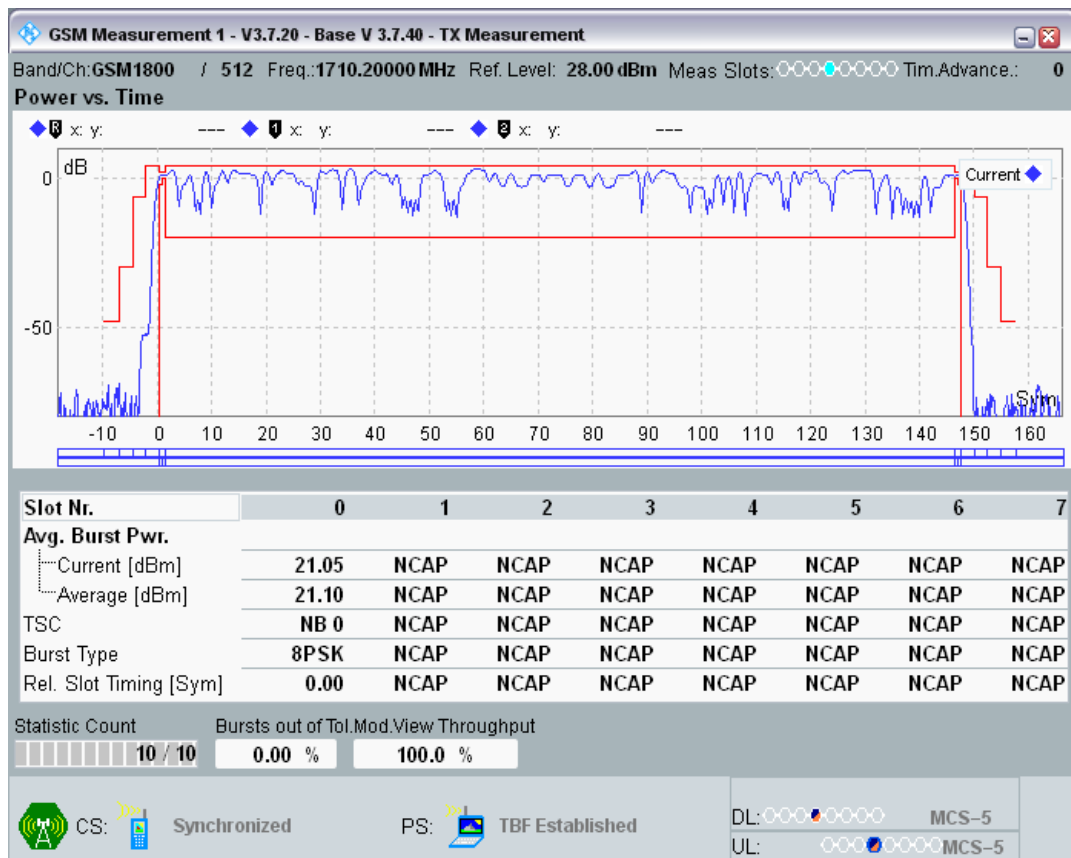 GSM Measurement 1 - V3.7.20 - Base V 3.7.40 - TX Measurement
Band/Ch:GSM1800 / 512 Freq.:1710.20000 MHz Ref. Level: 28.00 dBm Meas Slots: Tim.Advance.: 0
Power vs. Time
R x: y: --- 1 x: y: --- 2 x: y: ---
dB
Current
0
-50
Sym
-10 0 10 20 30 40 50 60 70 80 90 100 110 120 130 140 150 160
Slot Nr. 0 1 2 3 4 5 6 7
Avg. Burst Pwr.
Current [dBm] 21.05 NCAP NCAP NCAP NCAP NCAP NCAP NCAP
Average [dBm] 21.10 NCAP NCAP NCAP NCAP NCAP NCAP NCAP
TSC NB 0 NCAP NCAP NCAP NCAP NCAP NCAP NCAP
Burst Type 8PSK NCAP NCAP NCAP NCAP NCAP NCAP NCAP
Rel. Slot Timing [Sym] 0.00 NCAP NCAP NCAP NCAP NCAP NCAP NCAP
Statistic Count Bursts out of Tol.Mod.View Throughput
10 / 10 0.00 % 100.0 %
CS: Synchronized PS: TBF Established DL: MCS-5
UL: MCS-5